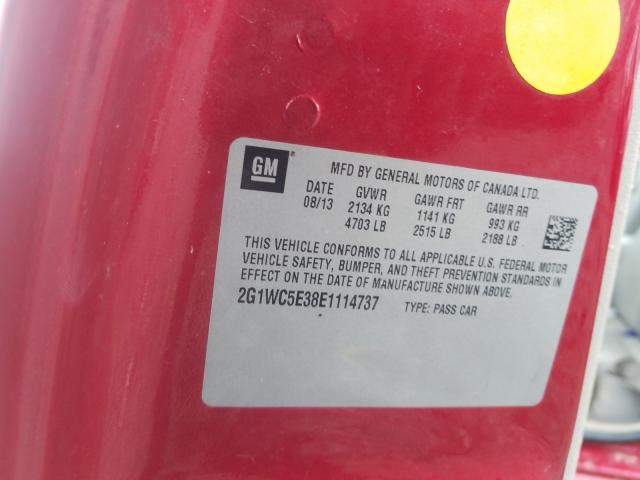 GM
MFD BY GENERAL MOTORS OF CANADA LTD.
DATE GVWR GAWR FRT GAWR RR
08/13 2134 KG 1141 KG 993 KG
4703 LB 2515 LB 2188 LB
THIS VEHICLE CONFORMS TO ALL APPLICABLE U.S. FEDERAL MOTOR
VEHICLE SAFETY, BUMPER, AND THEFT PREVENTION STANDARDS IN
EFFECT ON THE DATE OF MANUFACTURE SHOWN ABOVE.
2G1WC5E38E1114737 TYPE: PASS CAR